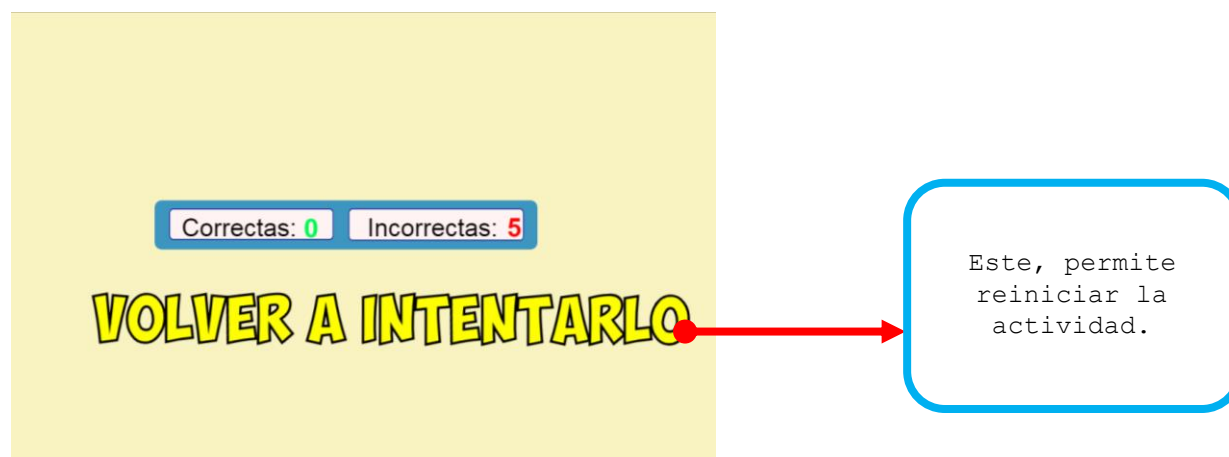 Correctas: 0 Incorrectas: 5
VOLVER A INTENTARLO
Este, permite
reiniciar la
actividad.